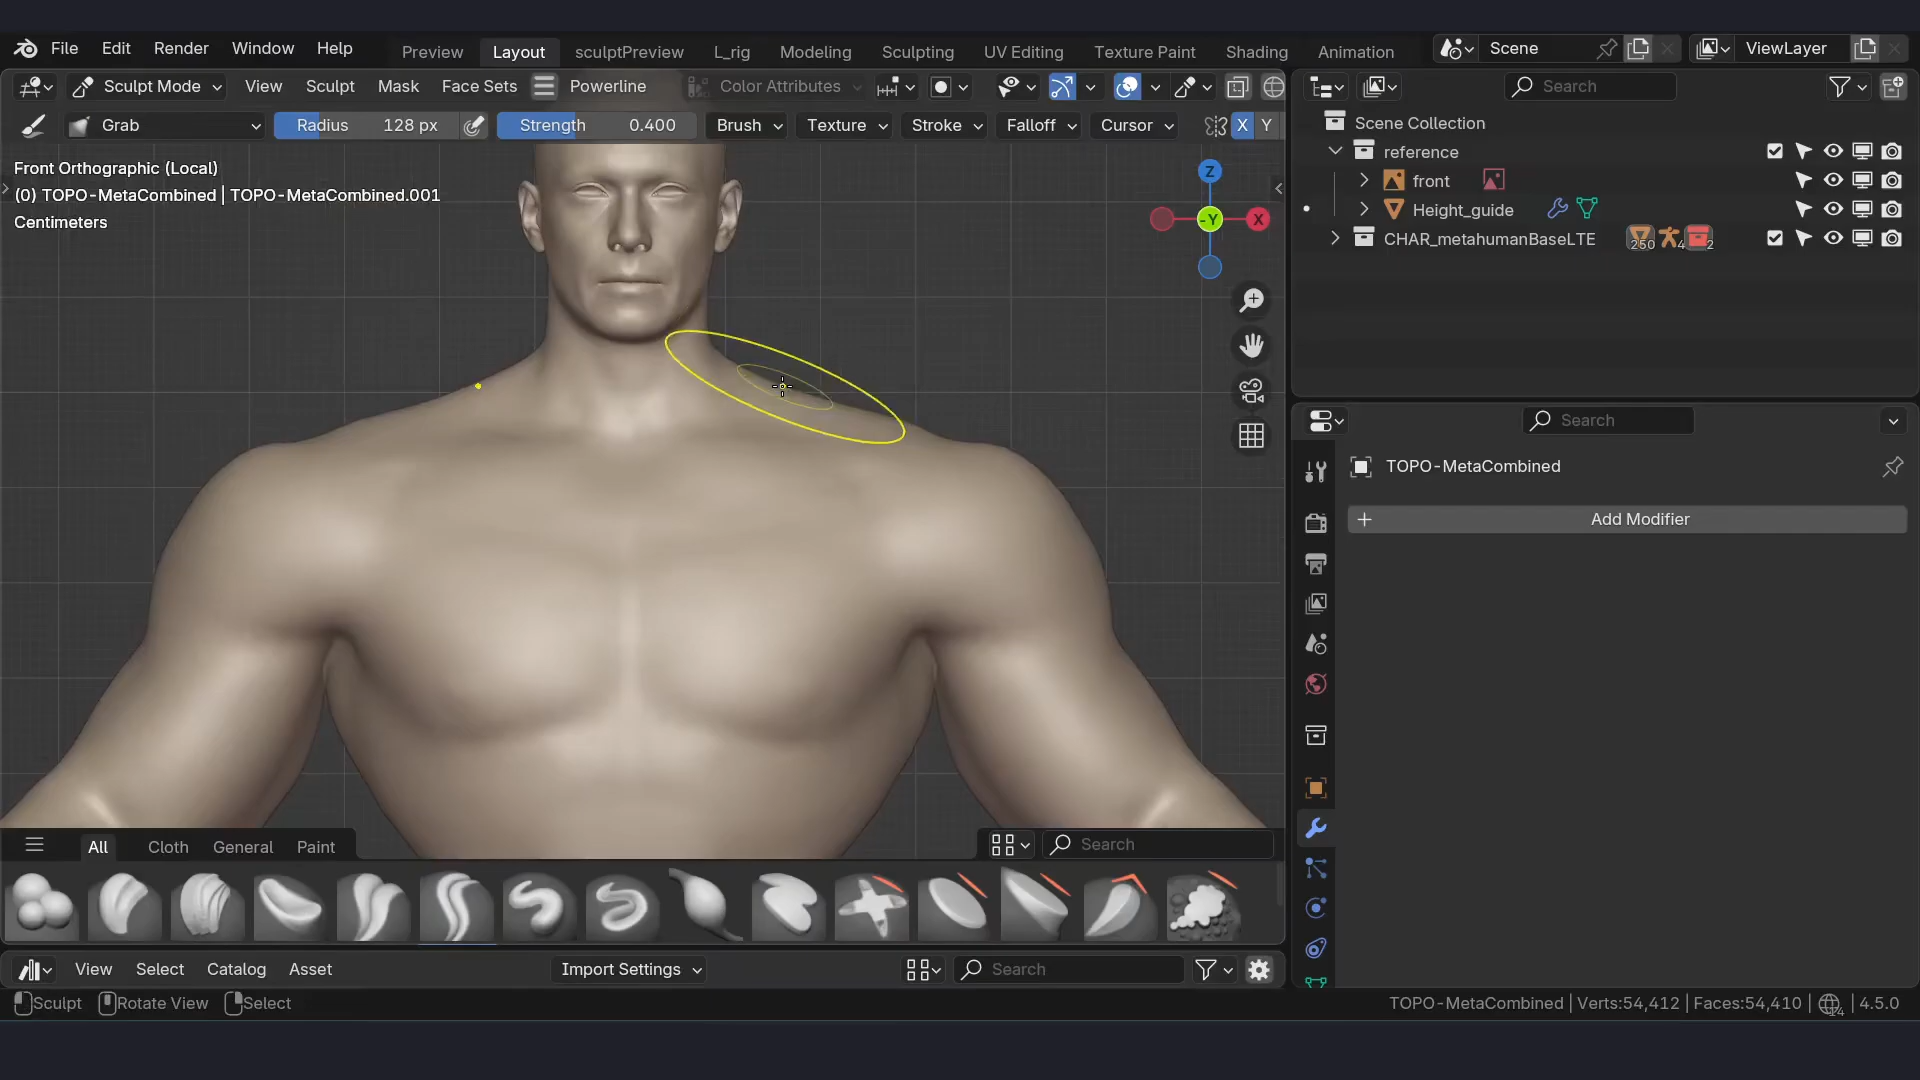 File Edit Render Window Help Preview Layout sculptPreview L_rig Modeling Sculpting UV Editing Texture Paint Shading Animation Scene ViewLayer
Sculpt Mode View Sculpt Mask Face Sets Powerline Color Attributes Search
Grab Radius 128 px Strength 0.400 Brush Texture Stroke Falloff Cursor X Y
Front Orthographic (Local)
(0) TOPO-MetaCombined | TOPO-MetaCombined.001
Centimeters
Z
-Y
X
Scene Collection
reference
front
Height_guide
CHAR_metahumanBaseLTE 250 4 2
Search
TOPO-MetaCombined
+ Add Modifier
All Cloth General Paint Search
View Select Catalog Asset Import Settings Search
Sculpt Rotate View Select TOPO-MetaCombined | Verts:54,412 | Faces:54,410 | 14 | 4.5.0